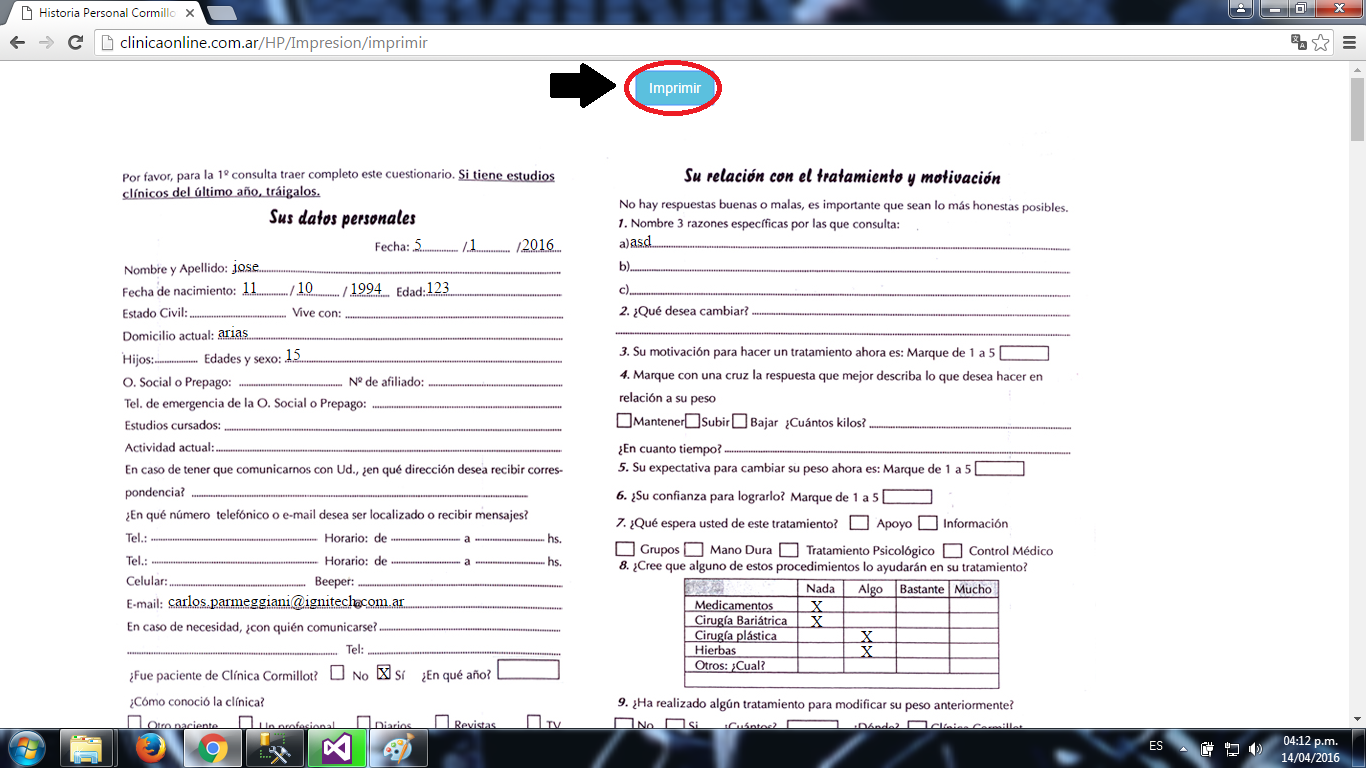 Historia Personal Cormillo
clinicaonline.com.ar/HP/Impresion/imprimir
Imprimir
Por favor, para la 1º consulta traer completo este cuestionario. Si tiene estudios
clínicos del último año, tráigalos.
Sus datos personales
Fecha: 5 / 1 / 2016
Nombre y Apellido: jose
Fecha de nacimiento: 11 / 10 / 1994 Edad: 123
Estado Civil: Vive con:
Domicilio actual: arias
Hijos: Edades y sexo: 15
O. Social o Prepago: Nº de afiliado:
Tel. de emergencia de la O. Social o Prepago:
Estudios cursados:
Actividad actual:
En caso de tener que comunicarnos con Ud., ¿en qué dirección desea recibir corres-
pondencia?
¿En qué número telefónico o e-mail desea ser localizado o recibir mensajes?
Tel.: Horario: de a hs.
Tel.: Horario: de a hs.
Celular: Beeper:
E-mail: carlos.parmeggiani@ignitech.com.ar
En caso de necesidad, ¿con quién comunicarse?
Tel:
¿Fue paciente de Clínica Cormillot? No X Sí ¿En qué año?
¿Cómo conoció la clínica?
Otro paciente Un profesional Diarios Revistas TV
Su relación con el tratamiento y motivación
No hay respuestas buenas o malas, es importante que sean lo más honestas posibles.
1. Nombre 3 razones específicas por las que consulta:
a) asd
b)
c)
2. ¿Qué desea cambiar?
3. Su motivación para hacer un tratamiento ahora es: Marque de 1 a 5
4. Marque con una cruz la respuesta que mejor describa lo que desea hacer en
relación a su peso
Mantener Subir Bajar ¿Cuántos kilos?
¿En cuanto tiempo?
5. Su expectativa para cambiar su peso ahora es: Marque de 1 a 5
6. ¿Su confianza para lograrlo? Marque de 1 a 5
7. ¿Qué espera usted de este tratamiento? Apoyo Información
Grupos Mano Dura Tratamiento Psicológico Control Médico
8. ¿Cree que alguno de estos procedimientos lo ayudarán en su tratamiento?
Nada Algo Bastante Mucho
Medicamentos X
Cirugía Bariátrica X
Cirugía plástica X
Hierbas X
Otros: ¿Cual?
9. ¿Ha realizado algún tratamiento para modificar su peso anteriormente?
No Si ¿Cuántos? ¿Dónde? Clínica Cormillot
ES
04:12 p.m.
14/04/2016